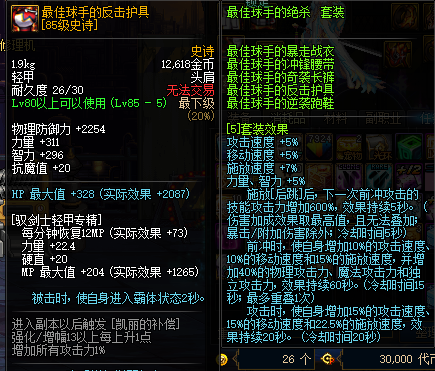 最佳球手的反击护具
[85级史诗]
史诗
1.9kg
12,618金币
轻甲
头肩
耐久度 26/30
无法交易
Lv80以上可以使用 (Lv85 - 5)
最下级
(20%)
物理防御力 +2254
力量 +311
智力 +296
抗魔值 +20
HP 最大值 +328 (实际效果 +2087)
[驭剑士轻甲专精]
每分钟恢复12MP (实际效果 +73)
力量 +22.4
硬直 +20
MP 最大值 +204 (实际效果 +1265)
被击时，使自身进入霸体状态2秒。
进入副本以后触发 [凯丽的补偿]
强化/增幅13以上每上升1点
增加所有攻击力1%
最佳球手的绝杀 套装
最佳球手的暴走战衣
最佳球手的冲锋腰带
最佳球手的奇袭长裤
最佳球手的反击护具
最佳球手的逆袭跑鞋
[5]套装效果
攻击速度 +5%
移动速度 +5%
施放速度 +7%
力量、智力 +5%
施放[后跳]后，下一次前冲攻击的
技能攻击力增加600%，效果持续5秒。(
伤害加成效果取最高值，且无法叠加;
暴击/附加伤害除外; 冷却时间5秒)
前冲时，使自身增加10%的攻击速度、
10%的移动速度和15%的施放速度，并增
加40%的物理攻击力、魔法攻击力和独
立攻击力，效果持续60秒。(冷却时间15
秒; 最多重叠1次)
攻击时，使自身增加15%的攻击速度、
15%的移动速度和22.5%的施放速度，效
果持续20秒。(冷却时间20秒)
26 个
30,000 代币